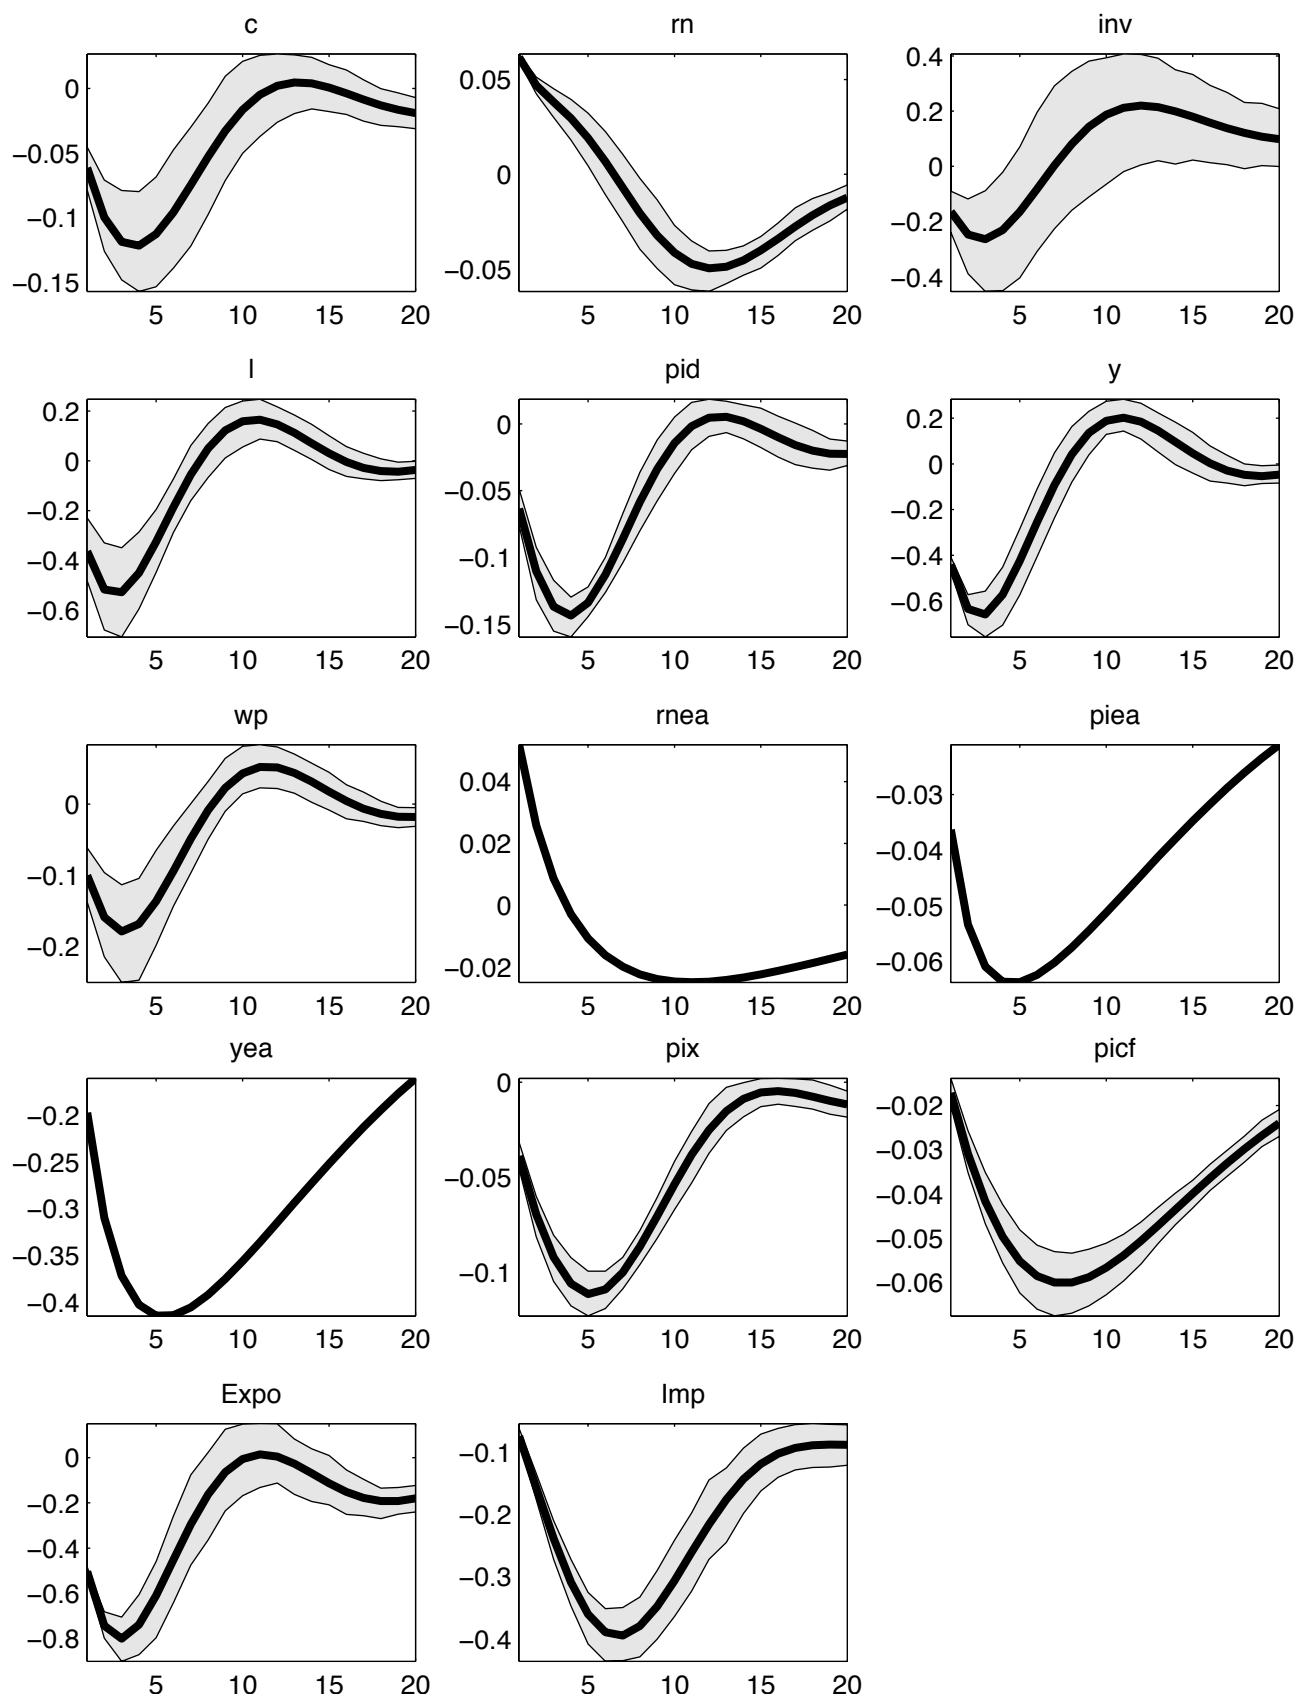 c rn inv
0 0.05 0.4
−0.05 0 0.2
−0.1 −0.05 0
−0.15 −0.2
−0.4
5 10 15 20 5 10 15 20 5 10 15 20
l pid y
0.2 0 0.2
0 −0.05 0
−0.2 −0.1 −0.2
−0.4 −0.15 −0.4
−0.6 −0.6
5 10 15 20 5 10 15 20 5 10 15 20
wp rnea piea
0 0.04 −0.03
−0.1 0.02 −0.04
−0.2 0 −0.05
−0.02 −0.06
5 10 15 20 5 10 15 20 5 10 15 20
yea pix picf
−0.2 0 −0.02
−0.25 −0.05 −0.03
−0.3 −0.1 −0.04
−0.35 −0.05
−0.4 −0.06
5 10 15 20 5 10 15 20 5 10 15 20
Expo Imp
0 −0.1
−0.2 −0.2
−0.4 −0.3
−0.6 −0.4
−0.8
5 10 15 20 5 10 15 20